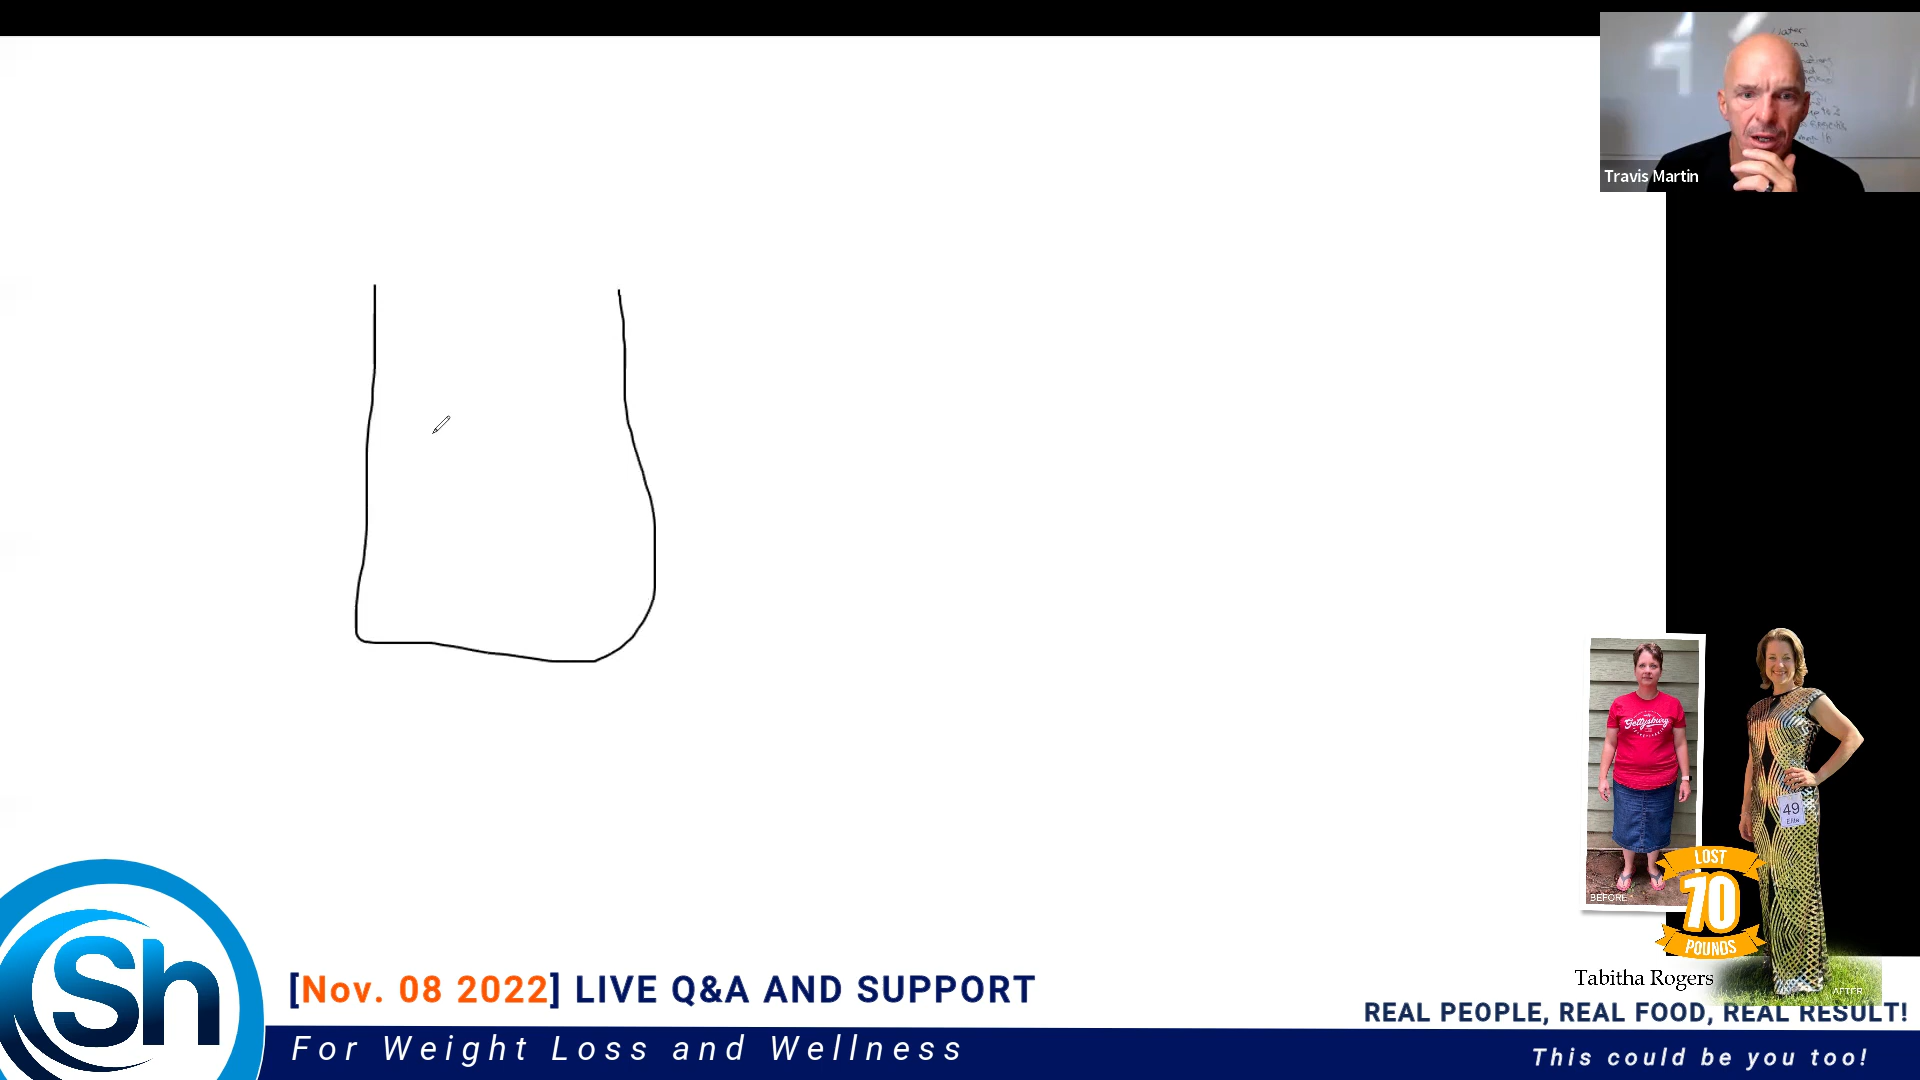 Travis Martin
Gettysburg
49
Elite
BEFORE
LOST
70
POUNDS
Tabitha Rogers
AFTER
Sh
[Nov. 08 2022] LIVE Q&A AND SUPPORT
REAL PEOPLE, REAL FOOD, REAL RESULT!
For Weight Loss and Wellness
This could be you too!